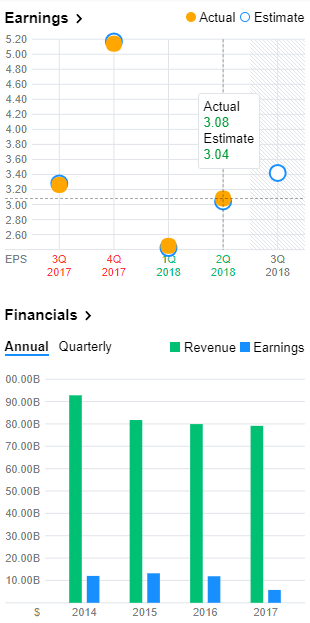 Earnings >
Actual Estimate
5.20
5.00
4.80
4.60
4.40
4.20
4.00
3.80
3.60
3.40
3.20
3.00
2.80
2.60
Actual
3.08
Estimate
3.04
EPS 3Q 4Q 1Q 2Q 3Q
2017 2017 2018 2018 2018
Financials >
Annual Quarterly Revenue Earnings
00.00B
90.00B
80.00B
70.00B
60.00B
50.00B
40.00B
30.00B
20.00B
10.00B
$ 2014 2015 2016 2017